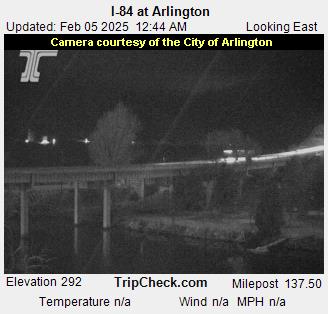 I-84 at Arlington
Updated: Feb 05 2025 12:44 AM Looking East
Camera courtesy of the City of Arlington
Elevation 292 TripCheck.com Milepost 137.50
Temperature n/a Wind n/a MPH n/a